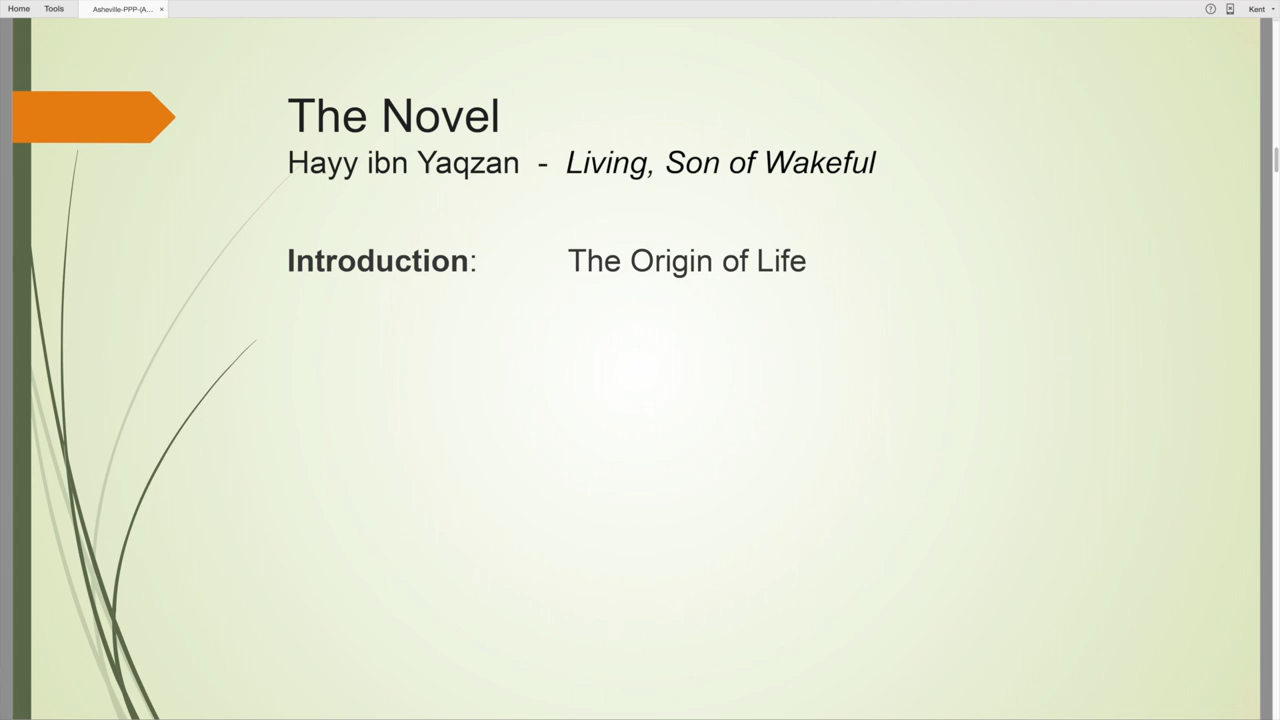 Home Tools Asheville-PPP-(A... × ? Kent
The Novel
Hayy ibn Yaqzan - Living, Son of Wakeful
Introduction: The Origin of Life